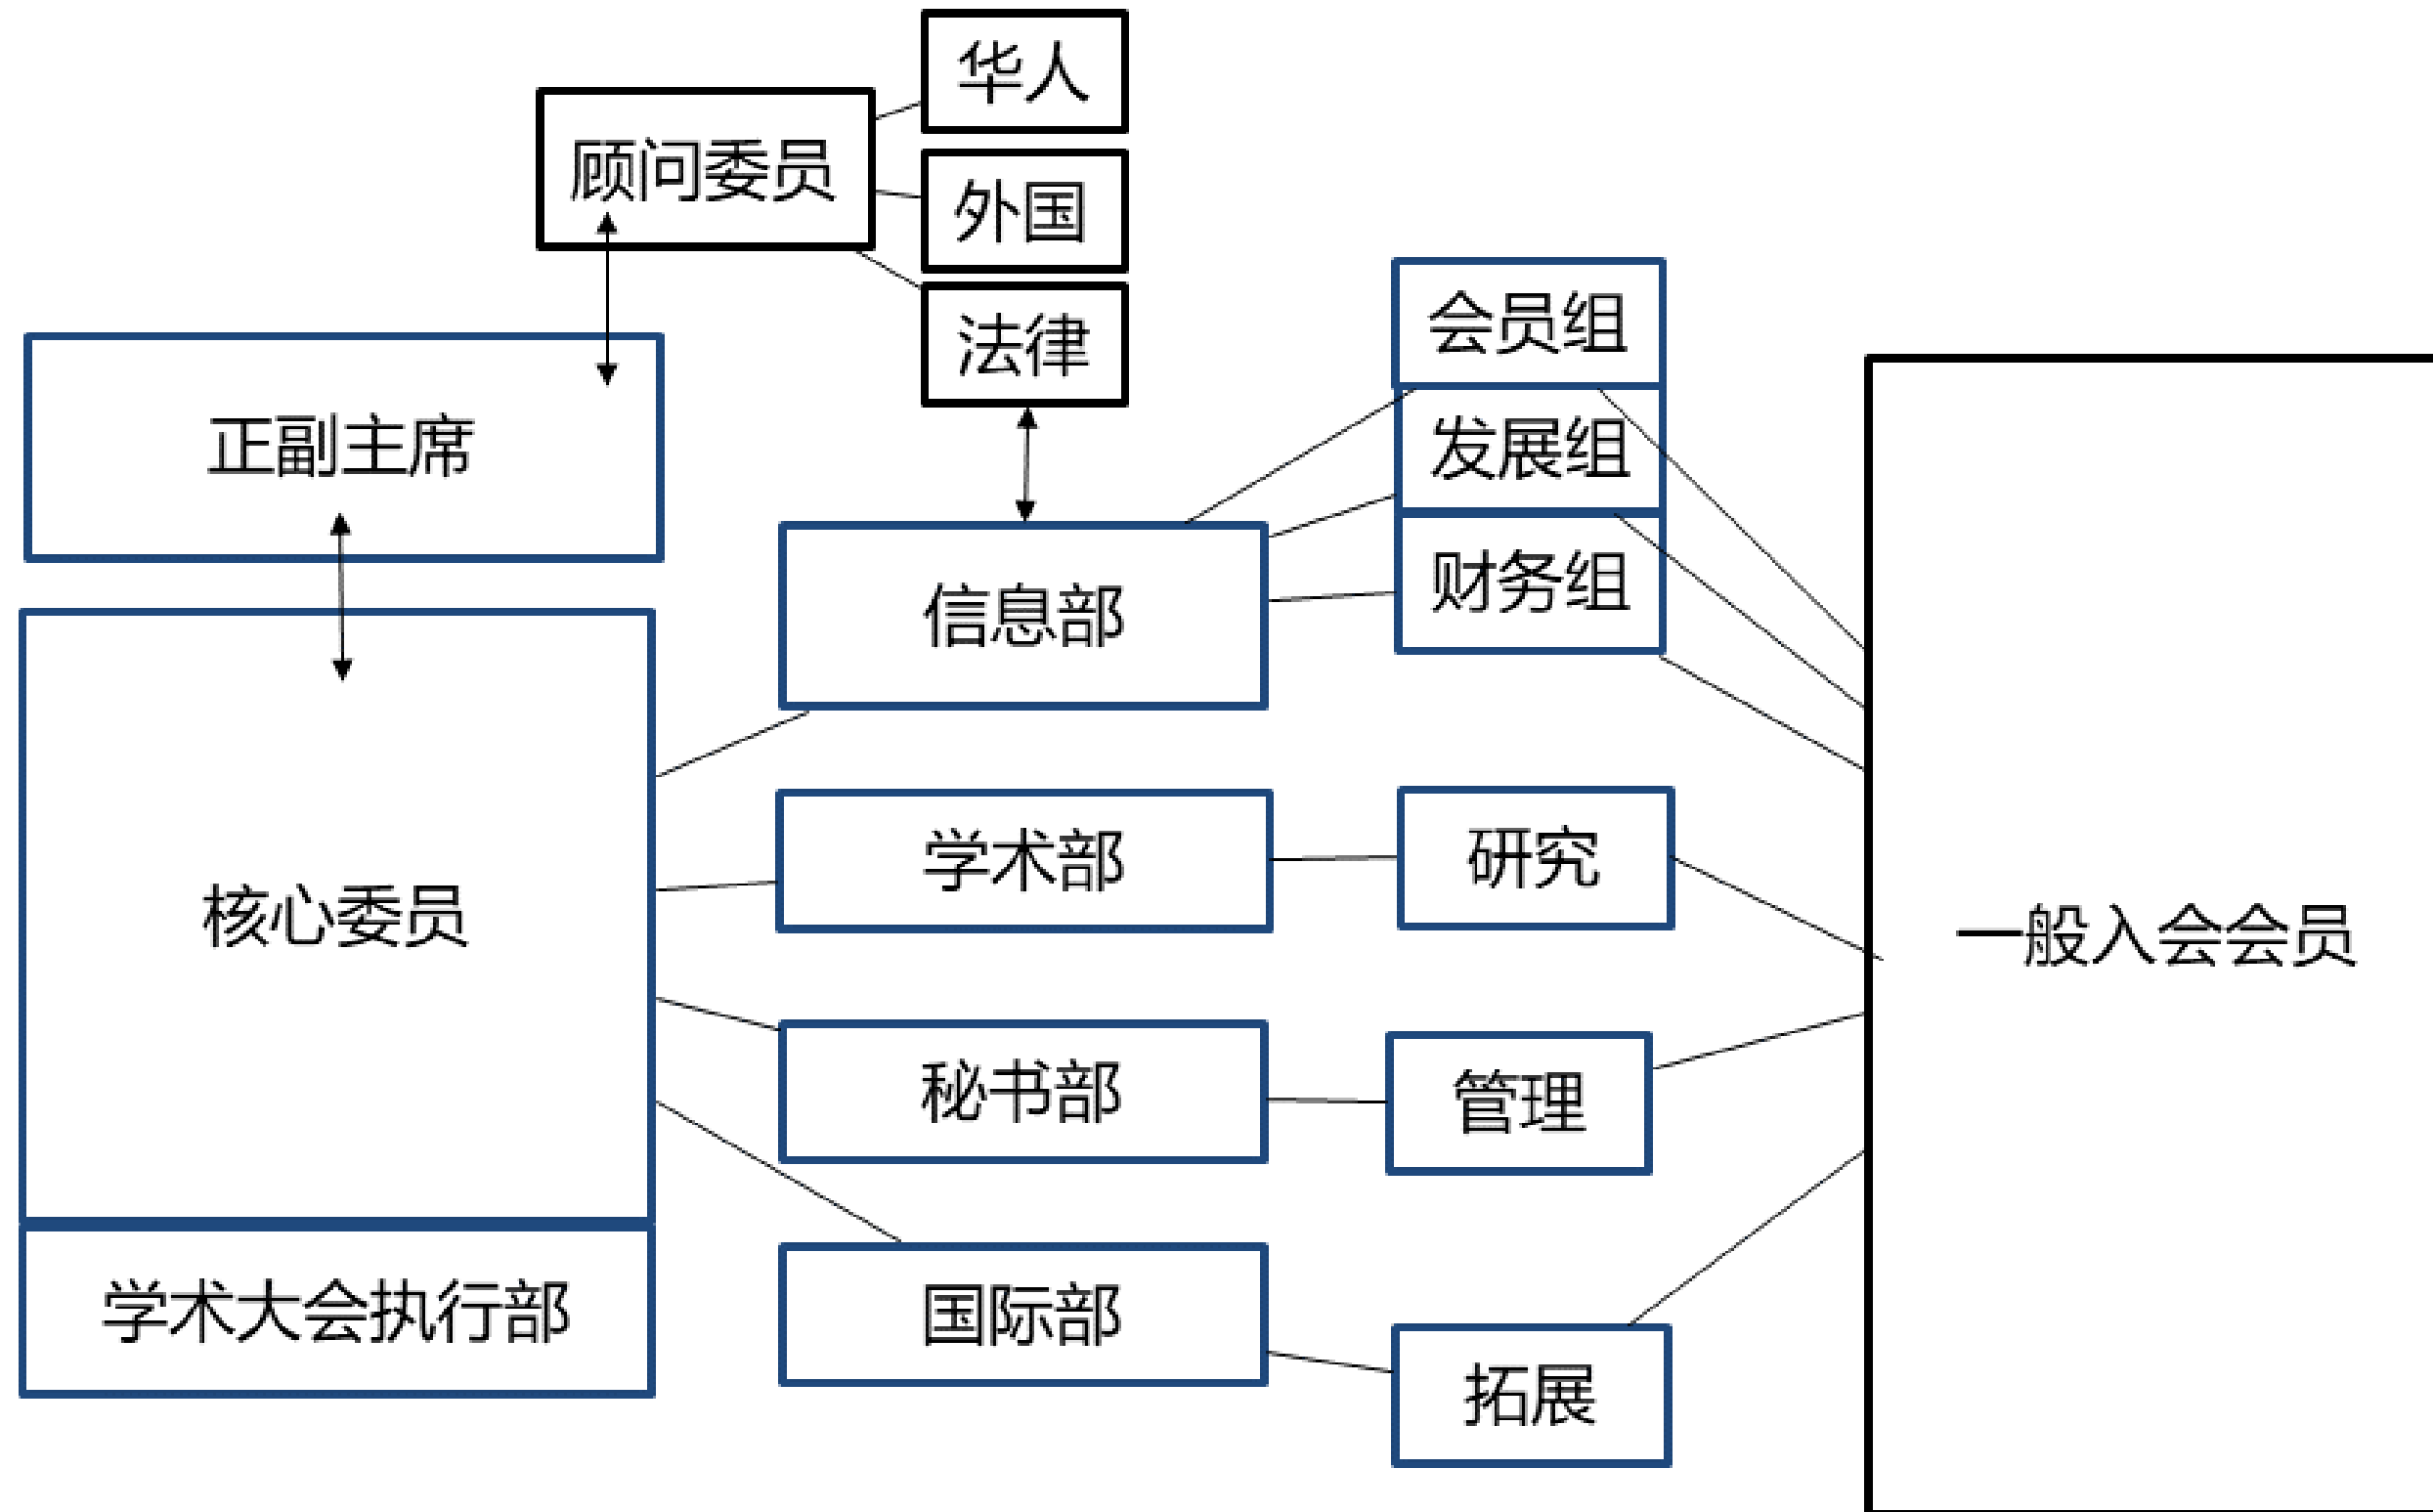 华人
顾问委员
外国
法律
会员组
正副主席
发展组
信息部
财务组
学术部
研究
核心委员
一般入会会员
秘书部
管理
学术大会执行部
国际部
拓展